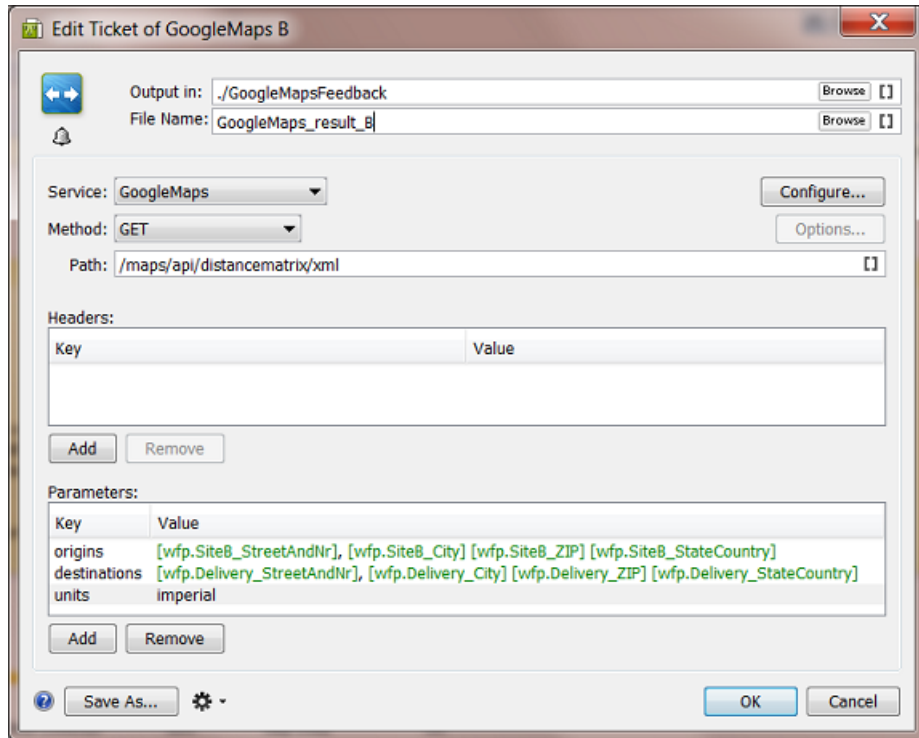 Edit Ticket of GoogleMaps B
X
Output in: ./GoogleMapsFeedback Browse []
File Name: GoogleMaps_result_B Browse []
Service: GoogleMaps Configure...
Method: GET Options...
Path: /maps/api/distancematrix/xml []
Headers:
Key Value
Add Remove
Parameters:
Key Value
origins [wfp.SiteB_StreetAndNr], [wfp.SiteB_City] [wfp.SiteB_ZIP] [wfp.SiteB_StateCountry]
destinations [wfp.Delivery_StreetAndNr], [wfp.Delivery_City] [wfp.Delivery_ZIP] [wfp.Delivery_StateCountry]
units imperial
Add Remove
? Save As... OK Cancel